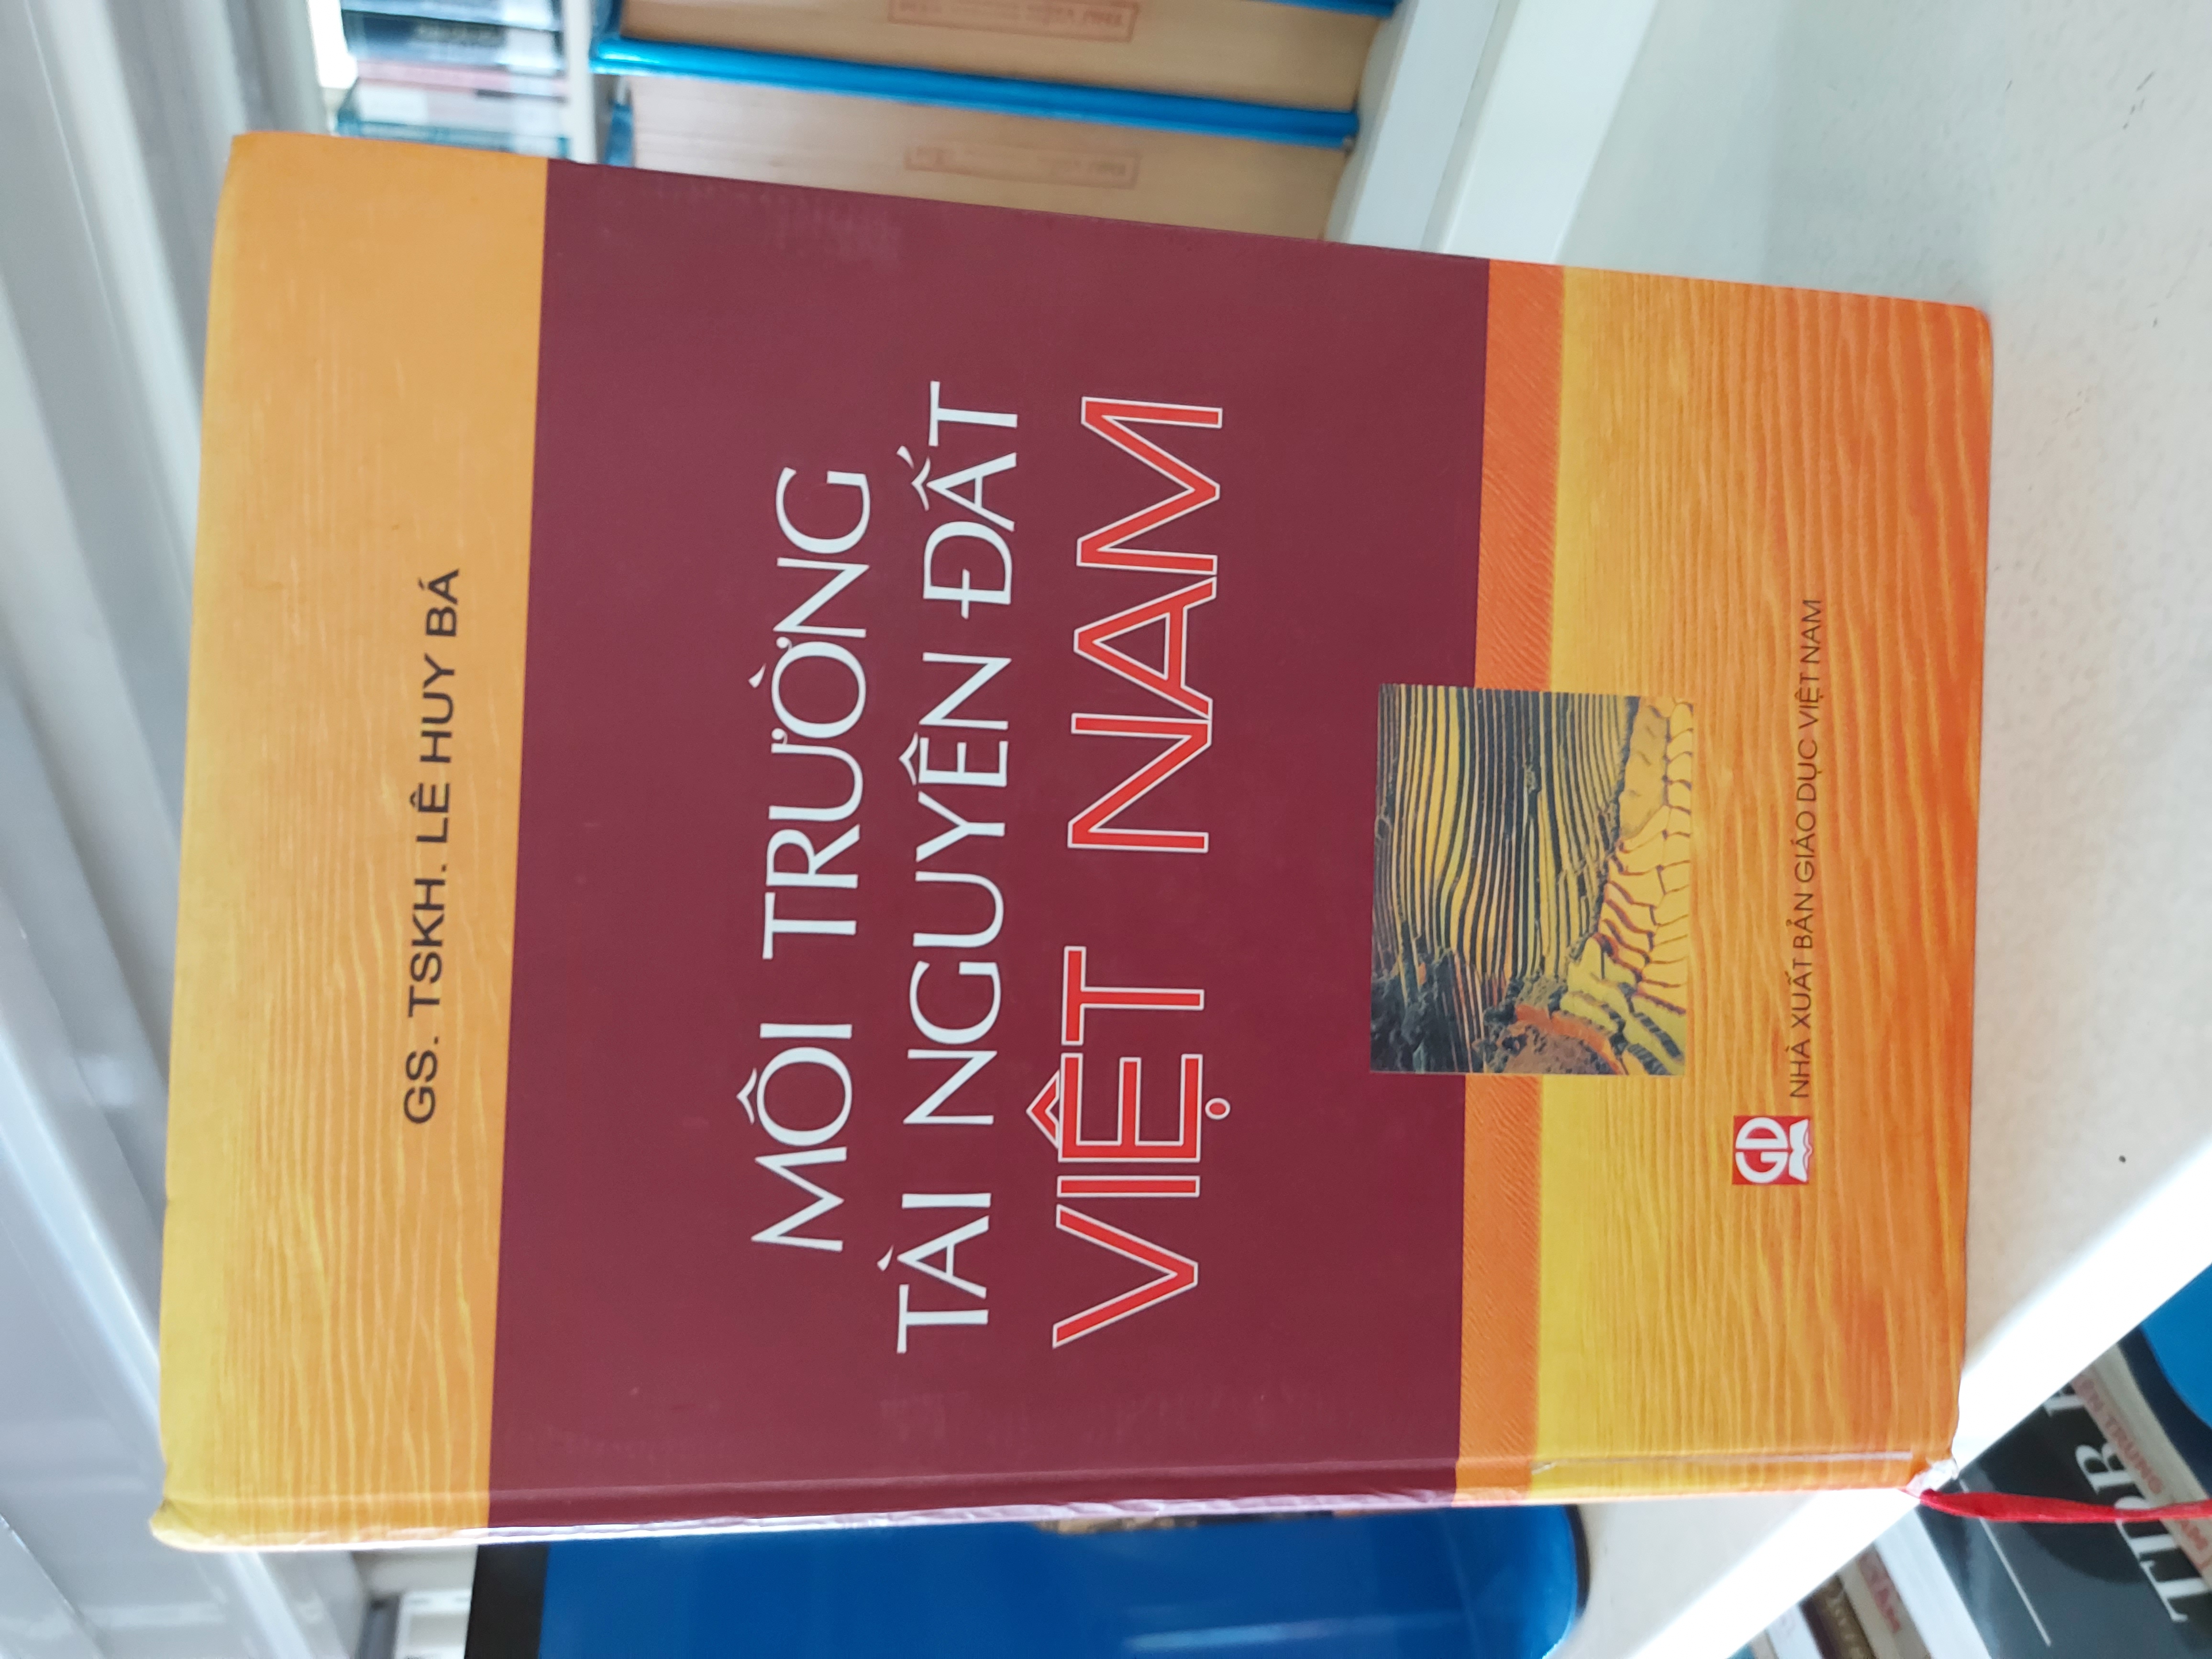 GS. TSKH. LÊ HUY BÁ
MÔI TRƯỜNG
TÀI NGUYÊN ĐẤT
VIỆT NAM
GD
NHÀ XUẤT BẢN GIÁO DỤC VIỆT NAM
TDR